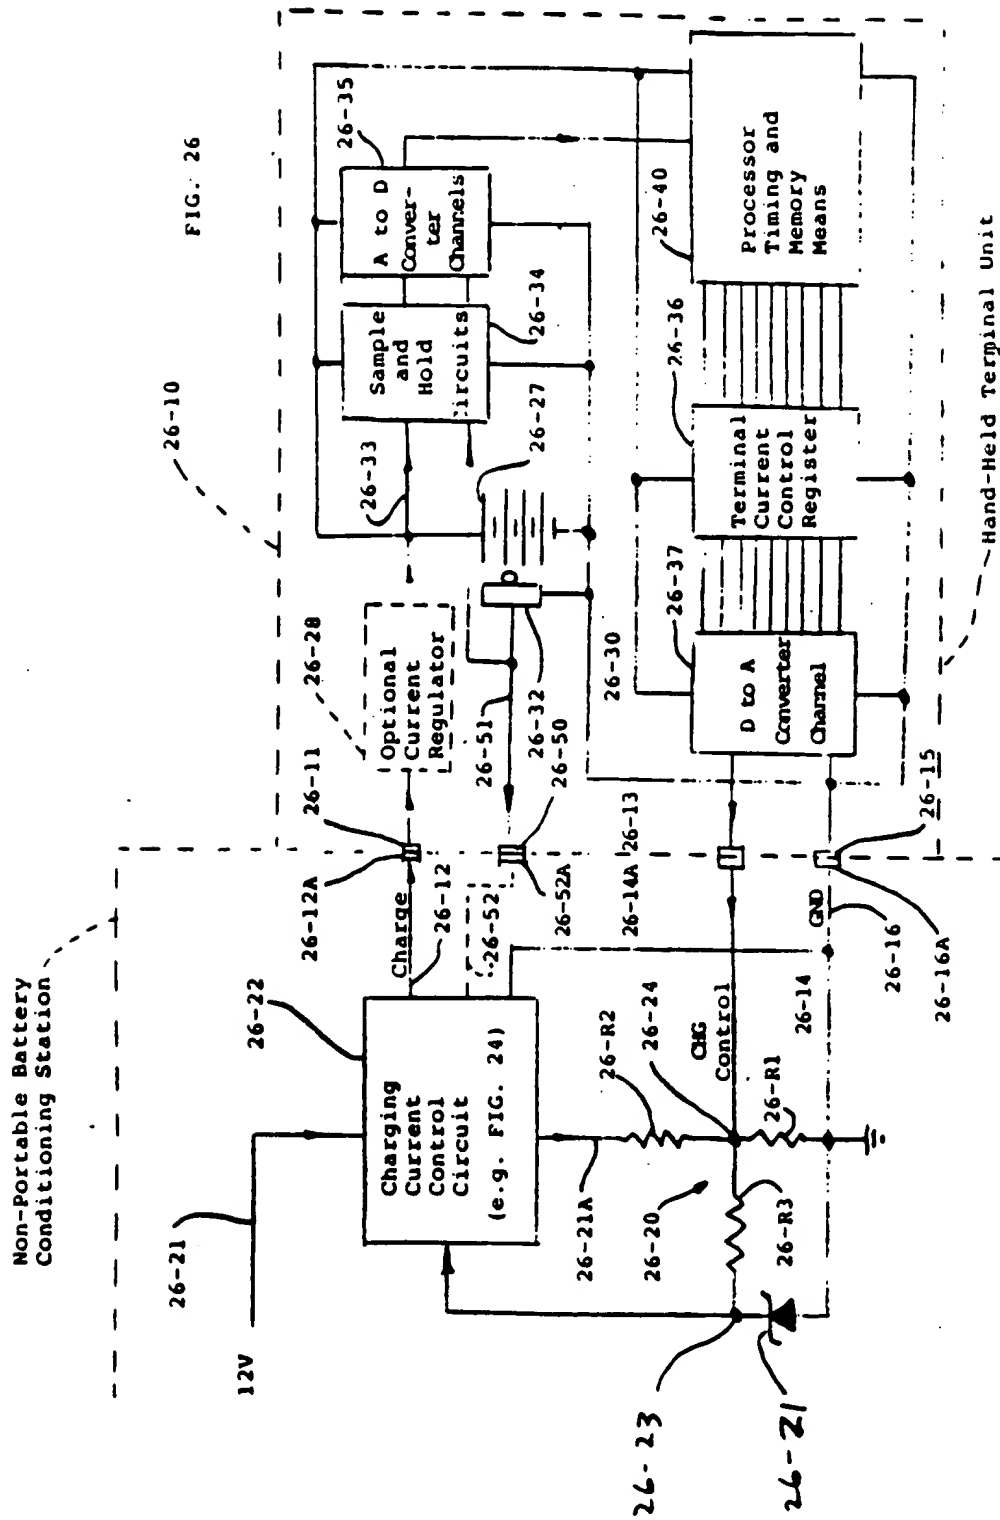 FIG. 26
Non-Portable Battery
Conditioning Station
Hand-Held Terminal Unit
26-10
26-21
12V
26-22
Charging
Current
Control
Circuit
(e.g. FIG. 24)
Charge
26-12
26-12A
26-11
26-28
Optional
Current
Regulator
26-33
Sample
and
Hold
Circuits
26-34
A to D
Conver-
ter
Channels
26-35
26-27
26-32
26-51
26-50
26-52
26-52A
26-30
26-21A
26-R2
26-24
CHG
Control
26-14A
26-13
26-20
26-R1
26-R3
26-14
GND
26-16
26-16A
26-15
26-23
26-Z1
D to A
Converter
Channel
26-37
Terminal
Current
Control
Register
26-36
Processor
Timing and
Memory
Means
26-40